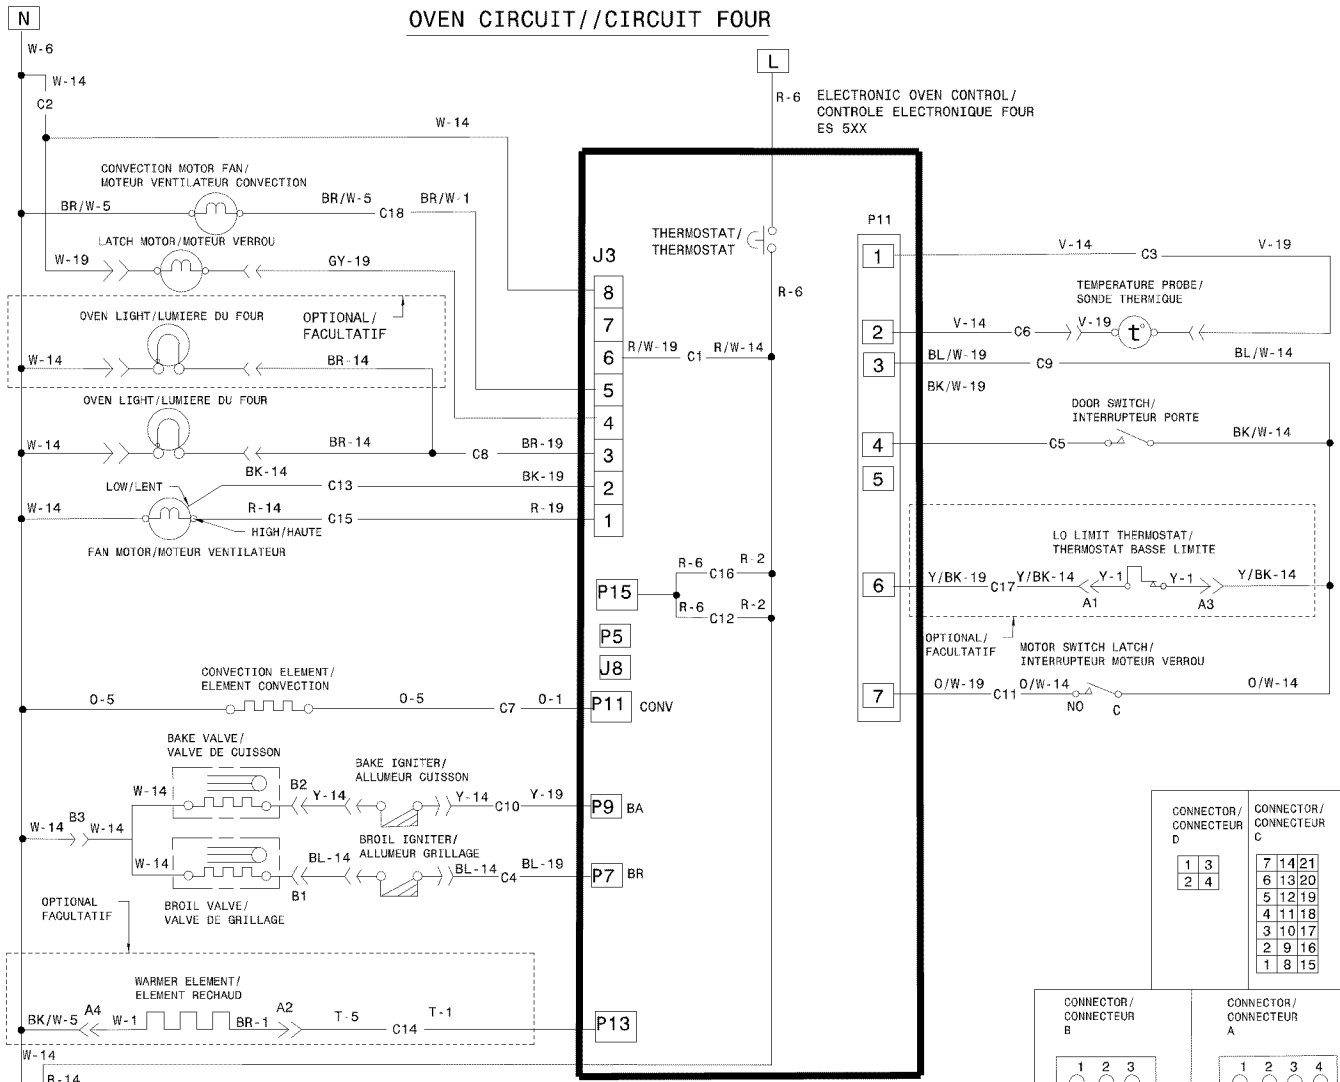 OVEN CIRCUIT//CIRCUIT FOUR
N
W-6
W-14
C2
W-14
L
R-6
ELECTRONIC OVEN CONTROL/
CONTROLE ELECTRONIQUE FOUR
ES 5XX
CONVECTION MOTOR FAN/
MOTEUR VENTILATEUR CONVECTION
BR/W-5
BR/W-5
C18
BR/W-1
LATCH MOTOR/MOTEUR VERROU
W-19
GY-19
OVEN LIGHT/LUMIERE DU FOUR
OPTIONAL/
FACULTATIF
W-14
BR-14
OVEN LIGHT/LUMIERE DU FOUR
W-14
BR-14
C8
BR-19
LOW/LENT
BK-14
C13
BK-19
W-14
R-14
C15
R-19
HIGH/HAUTE
FAN MOTOR/MOTEUR VENTILATEUR
J3
8
7
6
5
4
3
2
1
THERMOSTAT/
THERMOSTAT
R-6
R/W-19
C1
R/W-14
P15
R-6
C16
R-2
R-6
C12
R-2
P5
J8
P11
CONV
P9
BA
P7
BR
P13
P11
1
2
3
4
5
6
7
V-14
C3
V-19
TEMPERATURE PROBE/
SONDE THERMIQUE
V-14
C6
V-19
t°
BL/W-19
C9
BL/W-14
BK/W-19
DOOR SWITCH/
INTERRUPTEUR PORTE
C5
BK/W-14
LO LIMIT THERMOSTAT/
THERMOSTAT BASSE LIMITE
Y/BK-19
C17
Y/BK-14
Y-1
Y-1
Y/BK-14
A1
A3
OPTIONAL/
FACULTATIF
MOTOR SWITCH LATCH/
INTERRUPTEUR MOTEUR VERROU
O/W-19
C11
O/W-14
O/W-14
NO
C
CONVECTION ELEMENT/
ELEMENT CONVECTION
O-5
O-5
C7
O-1
BAKE VALVE/
VALVE DE CUISSON
BAKE IGNITER/
ALLUMEUR CUISSON
W-14
B2
Y-14
Y-14
C10
Y-19
B3
W-14
W-14
BROIL IGNITER/
ALLUMEUR GRILLAGE
W-14
BL-14
BL-14
C4
BL-19
B1
BROIL VALVE/
VALVE DE GRILLAGE
OPTIONAL
FACULTATIF
WARMER ELEMENT/
ELEMENT RECHAUD
BK/W-5
A4
W-1
BR-1
A2
T-5
C14
T-1
W-14
R-14
CONNECTOR/
CONNECTEUR
D
1 3
2 4
CONNECTOR/
CONNECTEUR
C
7 14 21
6 13 20
5 12 19
4 11 18
3 10 17
2 9 16
1 8 15
CONNECTOR/
CONNECTEUR
B
1 2 3
CONNECTOR/
CONNECTEUR
A
1 2 3 4